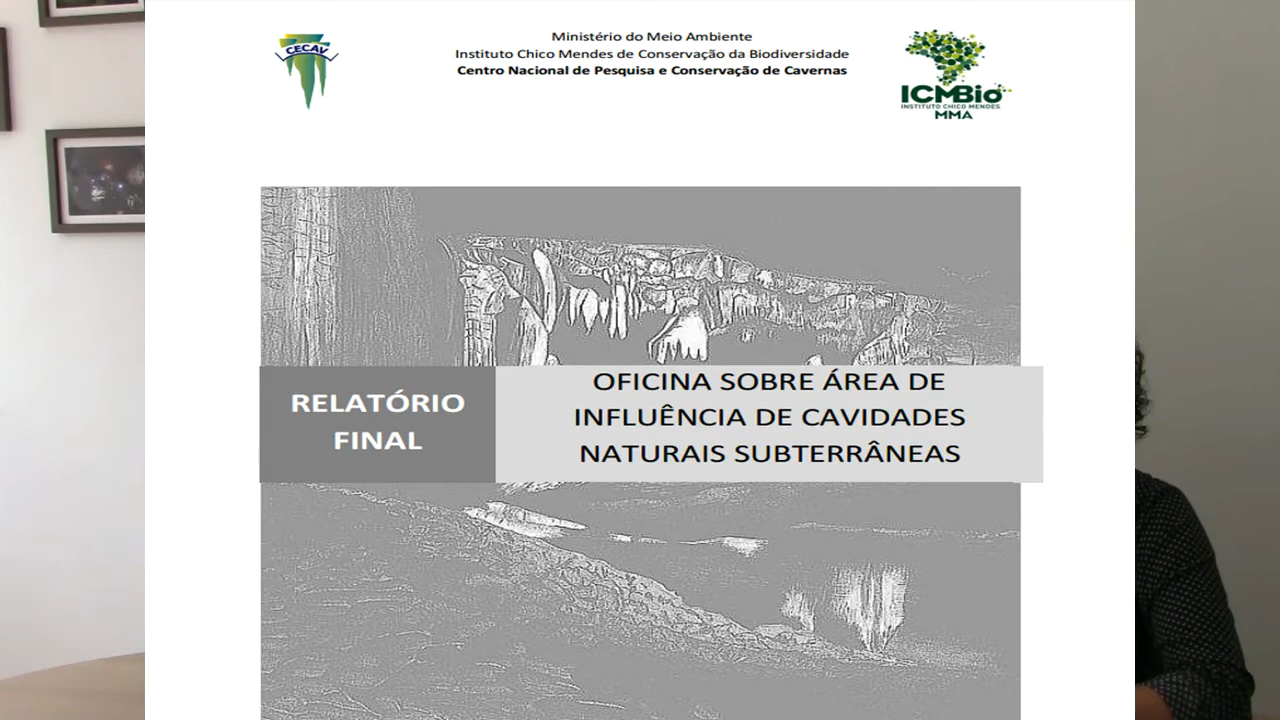 CECAV
Ministério do Meio Ambiente
Instituto Chico Mendes de Conservação da Biodiversidade
Centro Nacional de Pesquisa e Conservação de Cavernas
ICMBio
INSTITUTO CHICO MENDES
MMA
RELATÓRIO
FINAL
OFICINA SOBRE ÁREA DE
INFLUÊNCIA DE CAVIDADES
NATURAIS SUBTERRÂNEAS